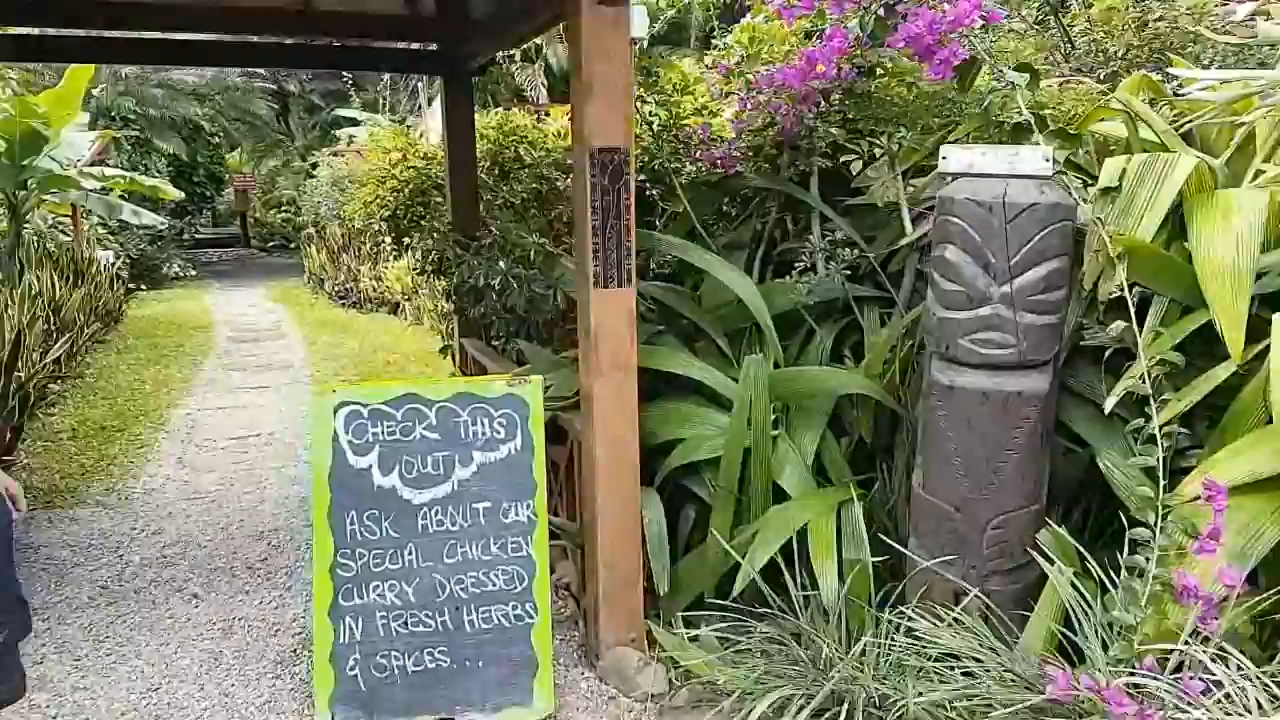 CHECK THIS
OUT
ASK ABOUT OUR
SPECIAL CHICKEN
CURRY DRESSED
IN FRESH HERBS
& SPICES...